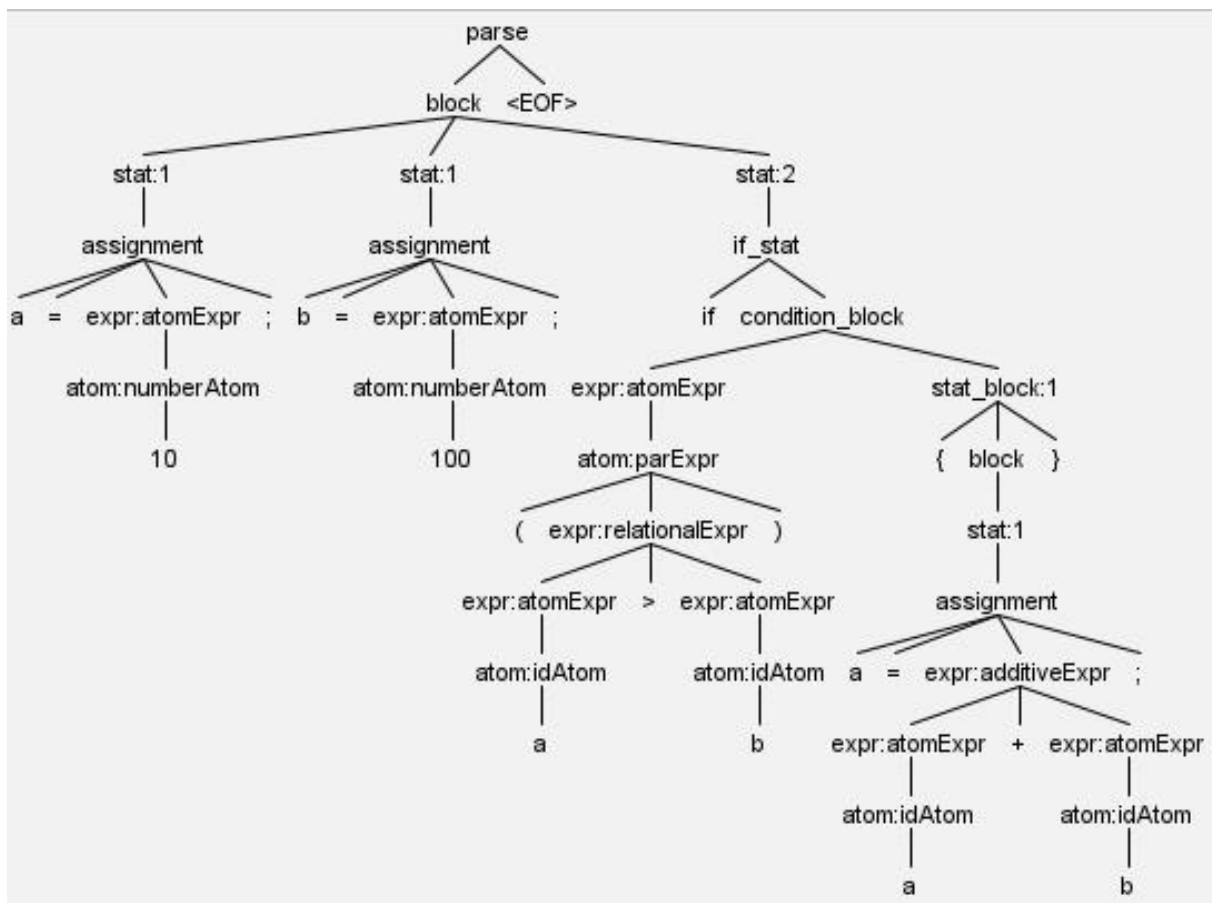 parse
block <EOF>
stat:1 stat:1 stat:2
assignment assignment if_stat
a = expr:atomExpr ; b = expr:atomExpr ; if condition_block
atom:numberAtom atom:numberAtom expr:atomExpr stat_block:1
10 100 atom:parExpr { block }
( expr:relationalExpr ) stat:1
expr:atomExpr > expr:atomExpr assignment
atom:idAtom atom:idAtom a = expr:additiveExpr ;
a b expr:atomExpr + expr:atomExpr
atom:idAtom atom:idAtom
a b